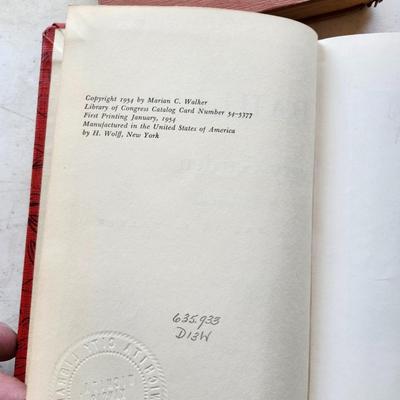 Copyright 1954 by Marian C. Walker
Library of Congress Catalog Card Number 54-5377
First Printing January, 1954
Manufactured in the United States of America
by H. Wolff, New York
635.933
D13W